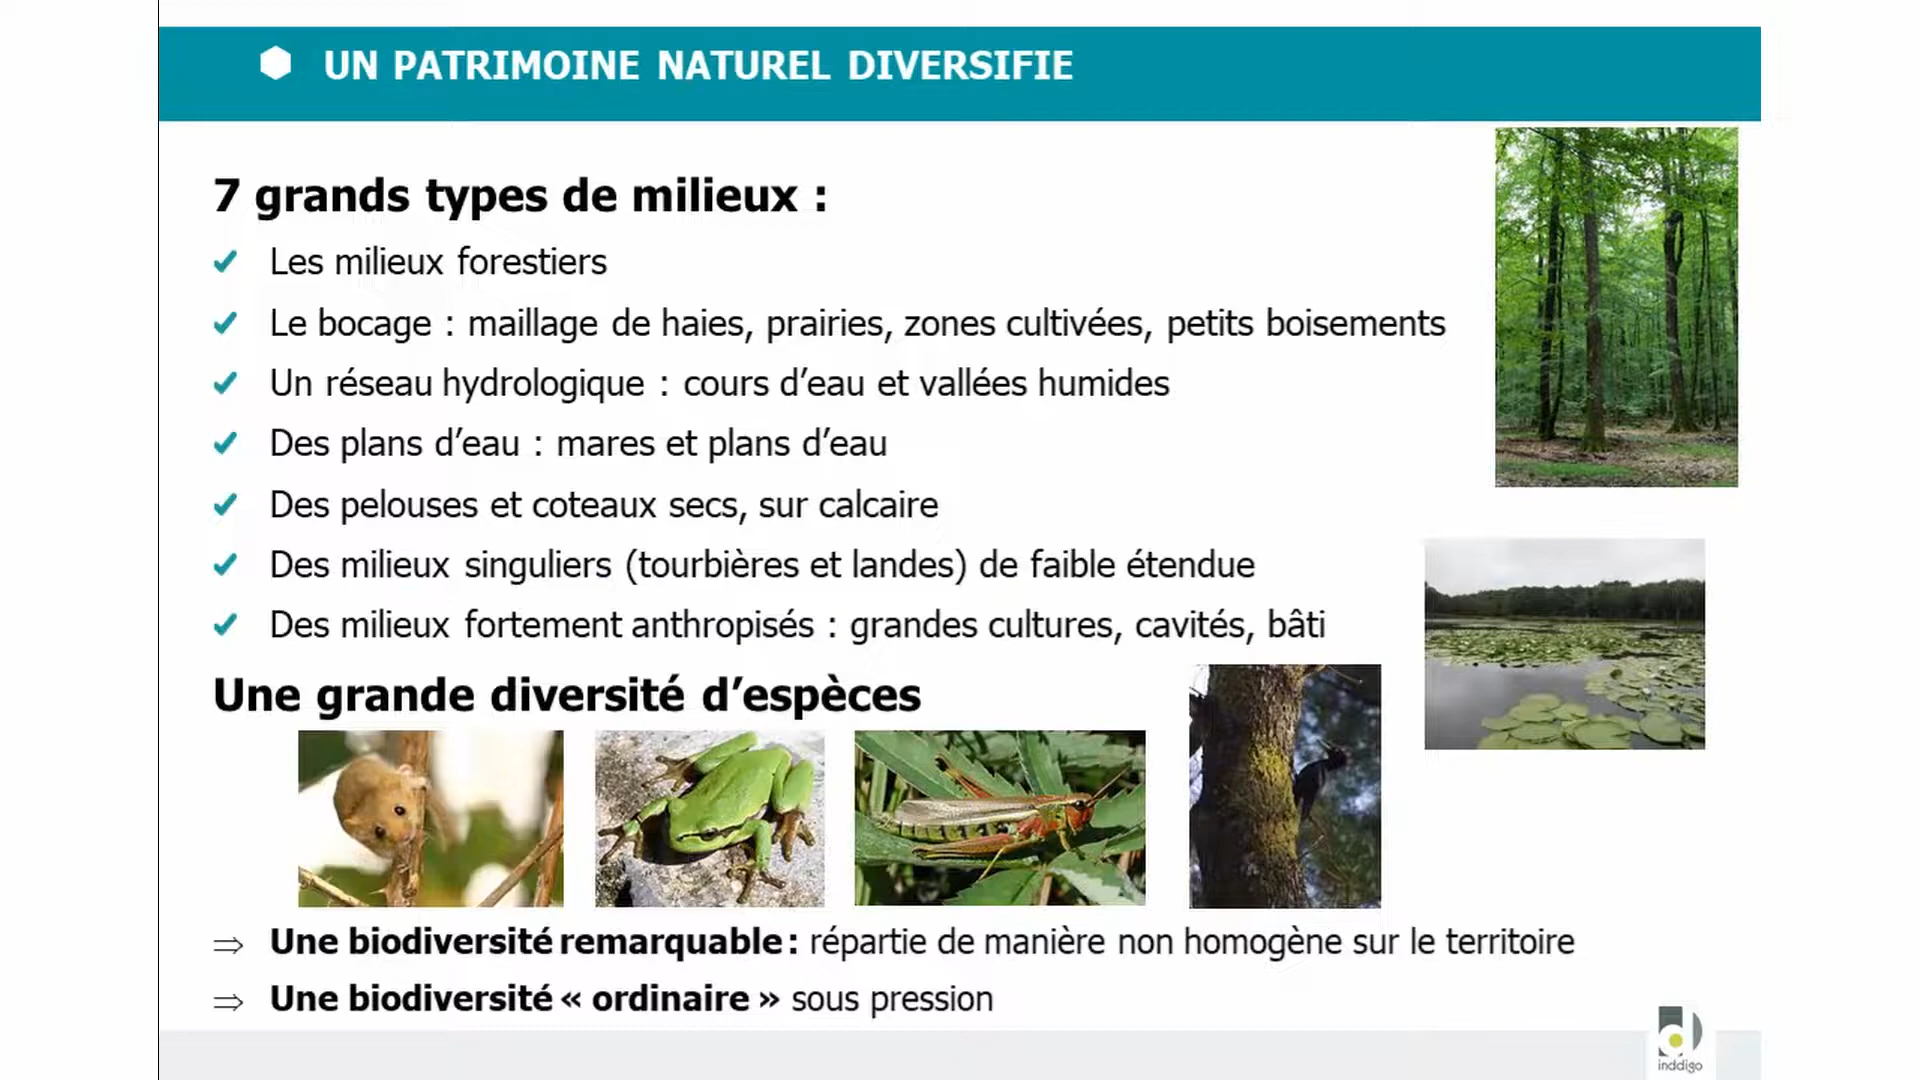 UN PATRIMOINE NATUREL DIVERSIFIE
7 grands types de milieux :
Les milieux forestiers
Le bocage : maillage de haies, prairies, zones cultivées, petits boisements
Un réseau hydrologique : cours d’eau et vallées humides
Des plans d’eau : mares et plans d’eau
Des pelouses et coteaux secs, sur calcaire
Des milieux singuliers (tourbières et landes) de faible étendue
Des milieux fortement anthropisés : grandes cultures, cavités, bâti
Une grande diversité d’espèces
⇒ Une biodiversité remarquable : répartie de manière non homogène sur le territoire
⇒ Une biodiversité « ordinaire » sous pression
inddigo